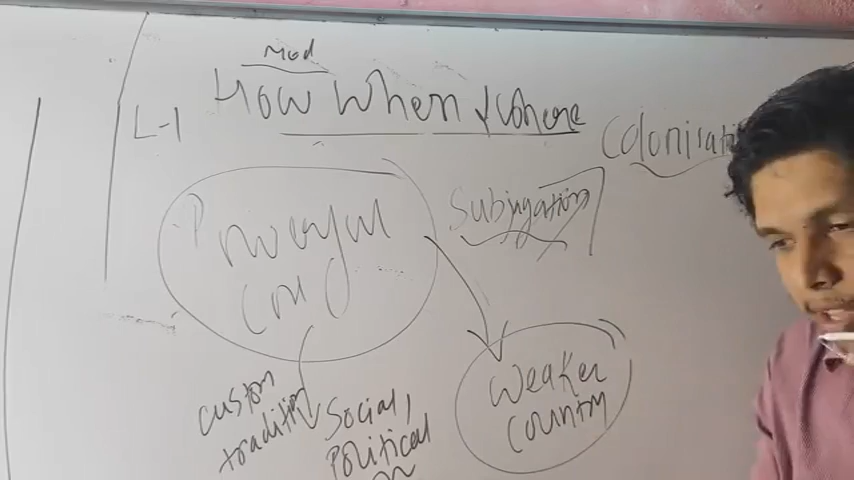 Mod
L-1 How When & Where
Colonisati
Powerful
Cou
Subjugation
Weaker
Country
custom
tradition
Social,
Political